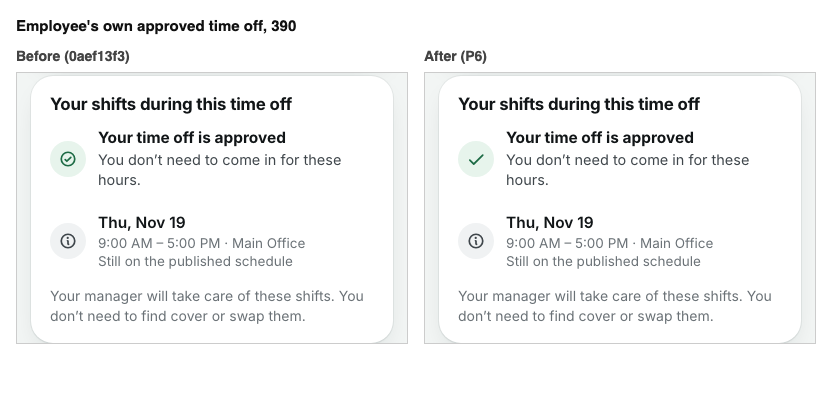 Employee's own approved time off, 390
Before (0aef13f3)
Your shifts during this time off
Your time off is approved
You don’t need to come in for these
hours.
Thu, Nov 19
9:00 AM – 5:00 PM · Main Office
Still on the published schedule
Your manager will take care of these shifts. You
don’t need to find cover or swap them.
After (P6)
Your shifts during this time off
Your time off is approved
You don’t need to come in for these
hours.
Thu, Nov 19
9:00 AM – 5:00 PM · Main Office
Still on the published schedule
Your manager will take care of these shifts. You
don’t need to find cover or swap them.